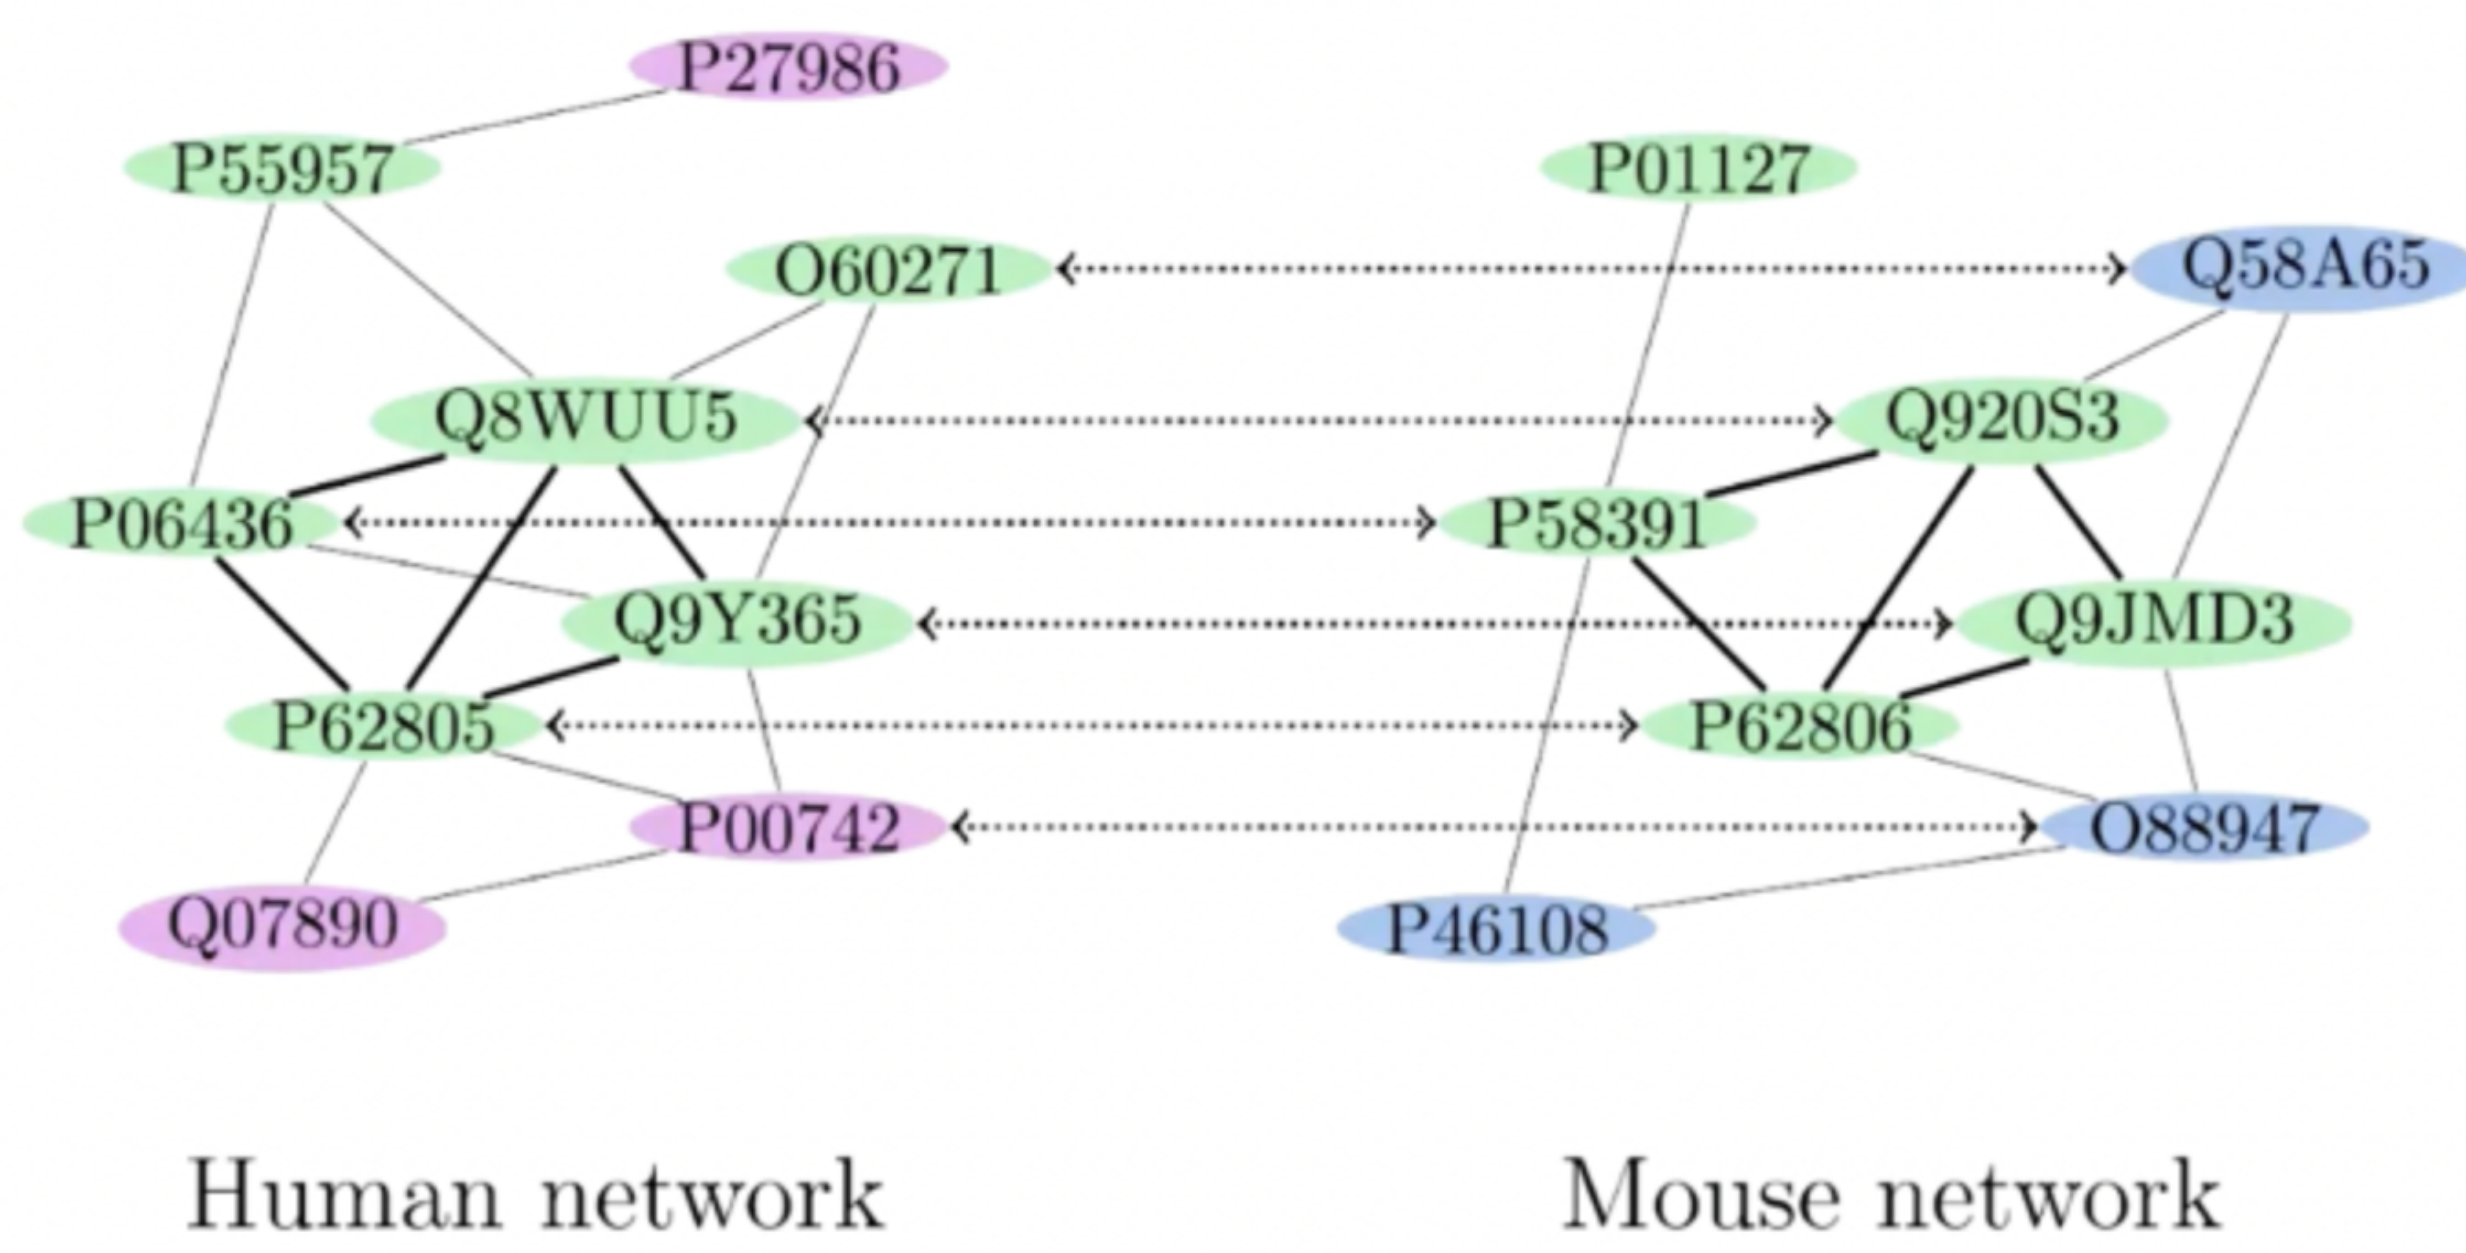 P27986
P55957
P01127
O60271
Q58A65
Q8WUU5
Q920S3
P06436
P58391
Q9Y365
Q9JMD3
P62805
P62806
P00742
O88947
Q07890
P46108
Human network
Mouse network